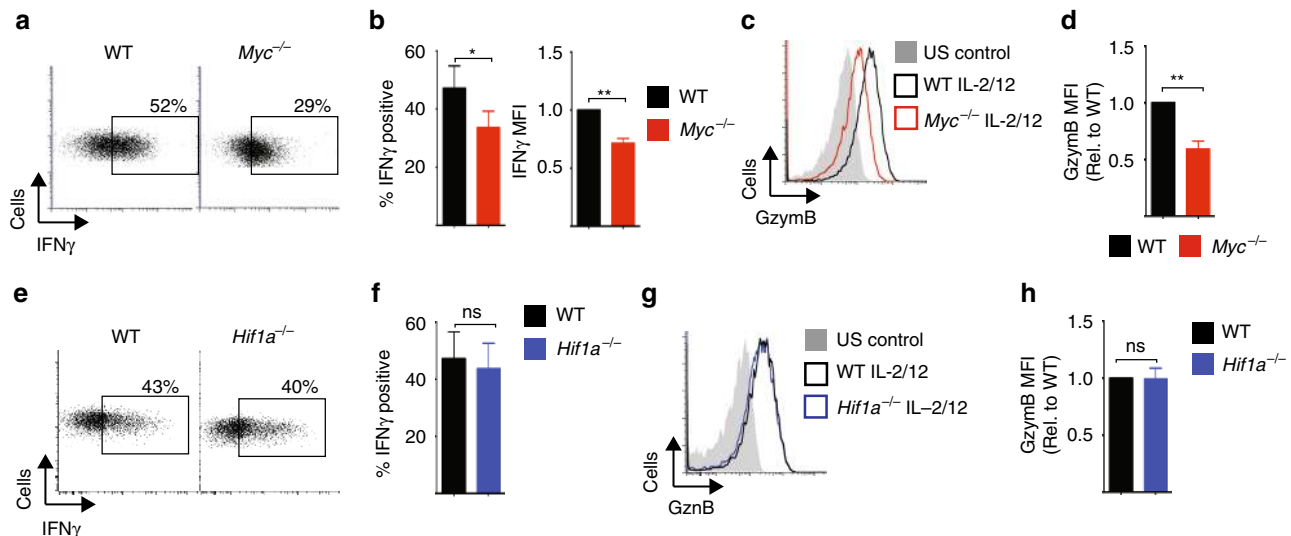 a
WT
Myc–/–
52%
29%
Cells
IFNγ
b
60
40
20
% IFNγ positive
*
1.0
0.5
IFNγ MFI
**
WT
Myc–/–
c
US control
WT IL-2/12
Myc–/– IL-2/12
Cells
GzymB
d
1.5
1.0
0.5
GzymB MFI
(Rel. to WT)
**
WT Myc–/–
e
WT
Hif1a–/–
43%
40%
Cells
IFNγ
f
60
40
20
% IFNγ positive
ns
WT
Hif1a–/–
g
US control
WT IL-2/12
Hif1a–/– IL–2/12
Cells
GznB
h
1.5
1.0
0.5
GzymB MFI
(Rel. to WT)
ns
WT
Hif1a–/–